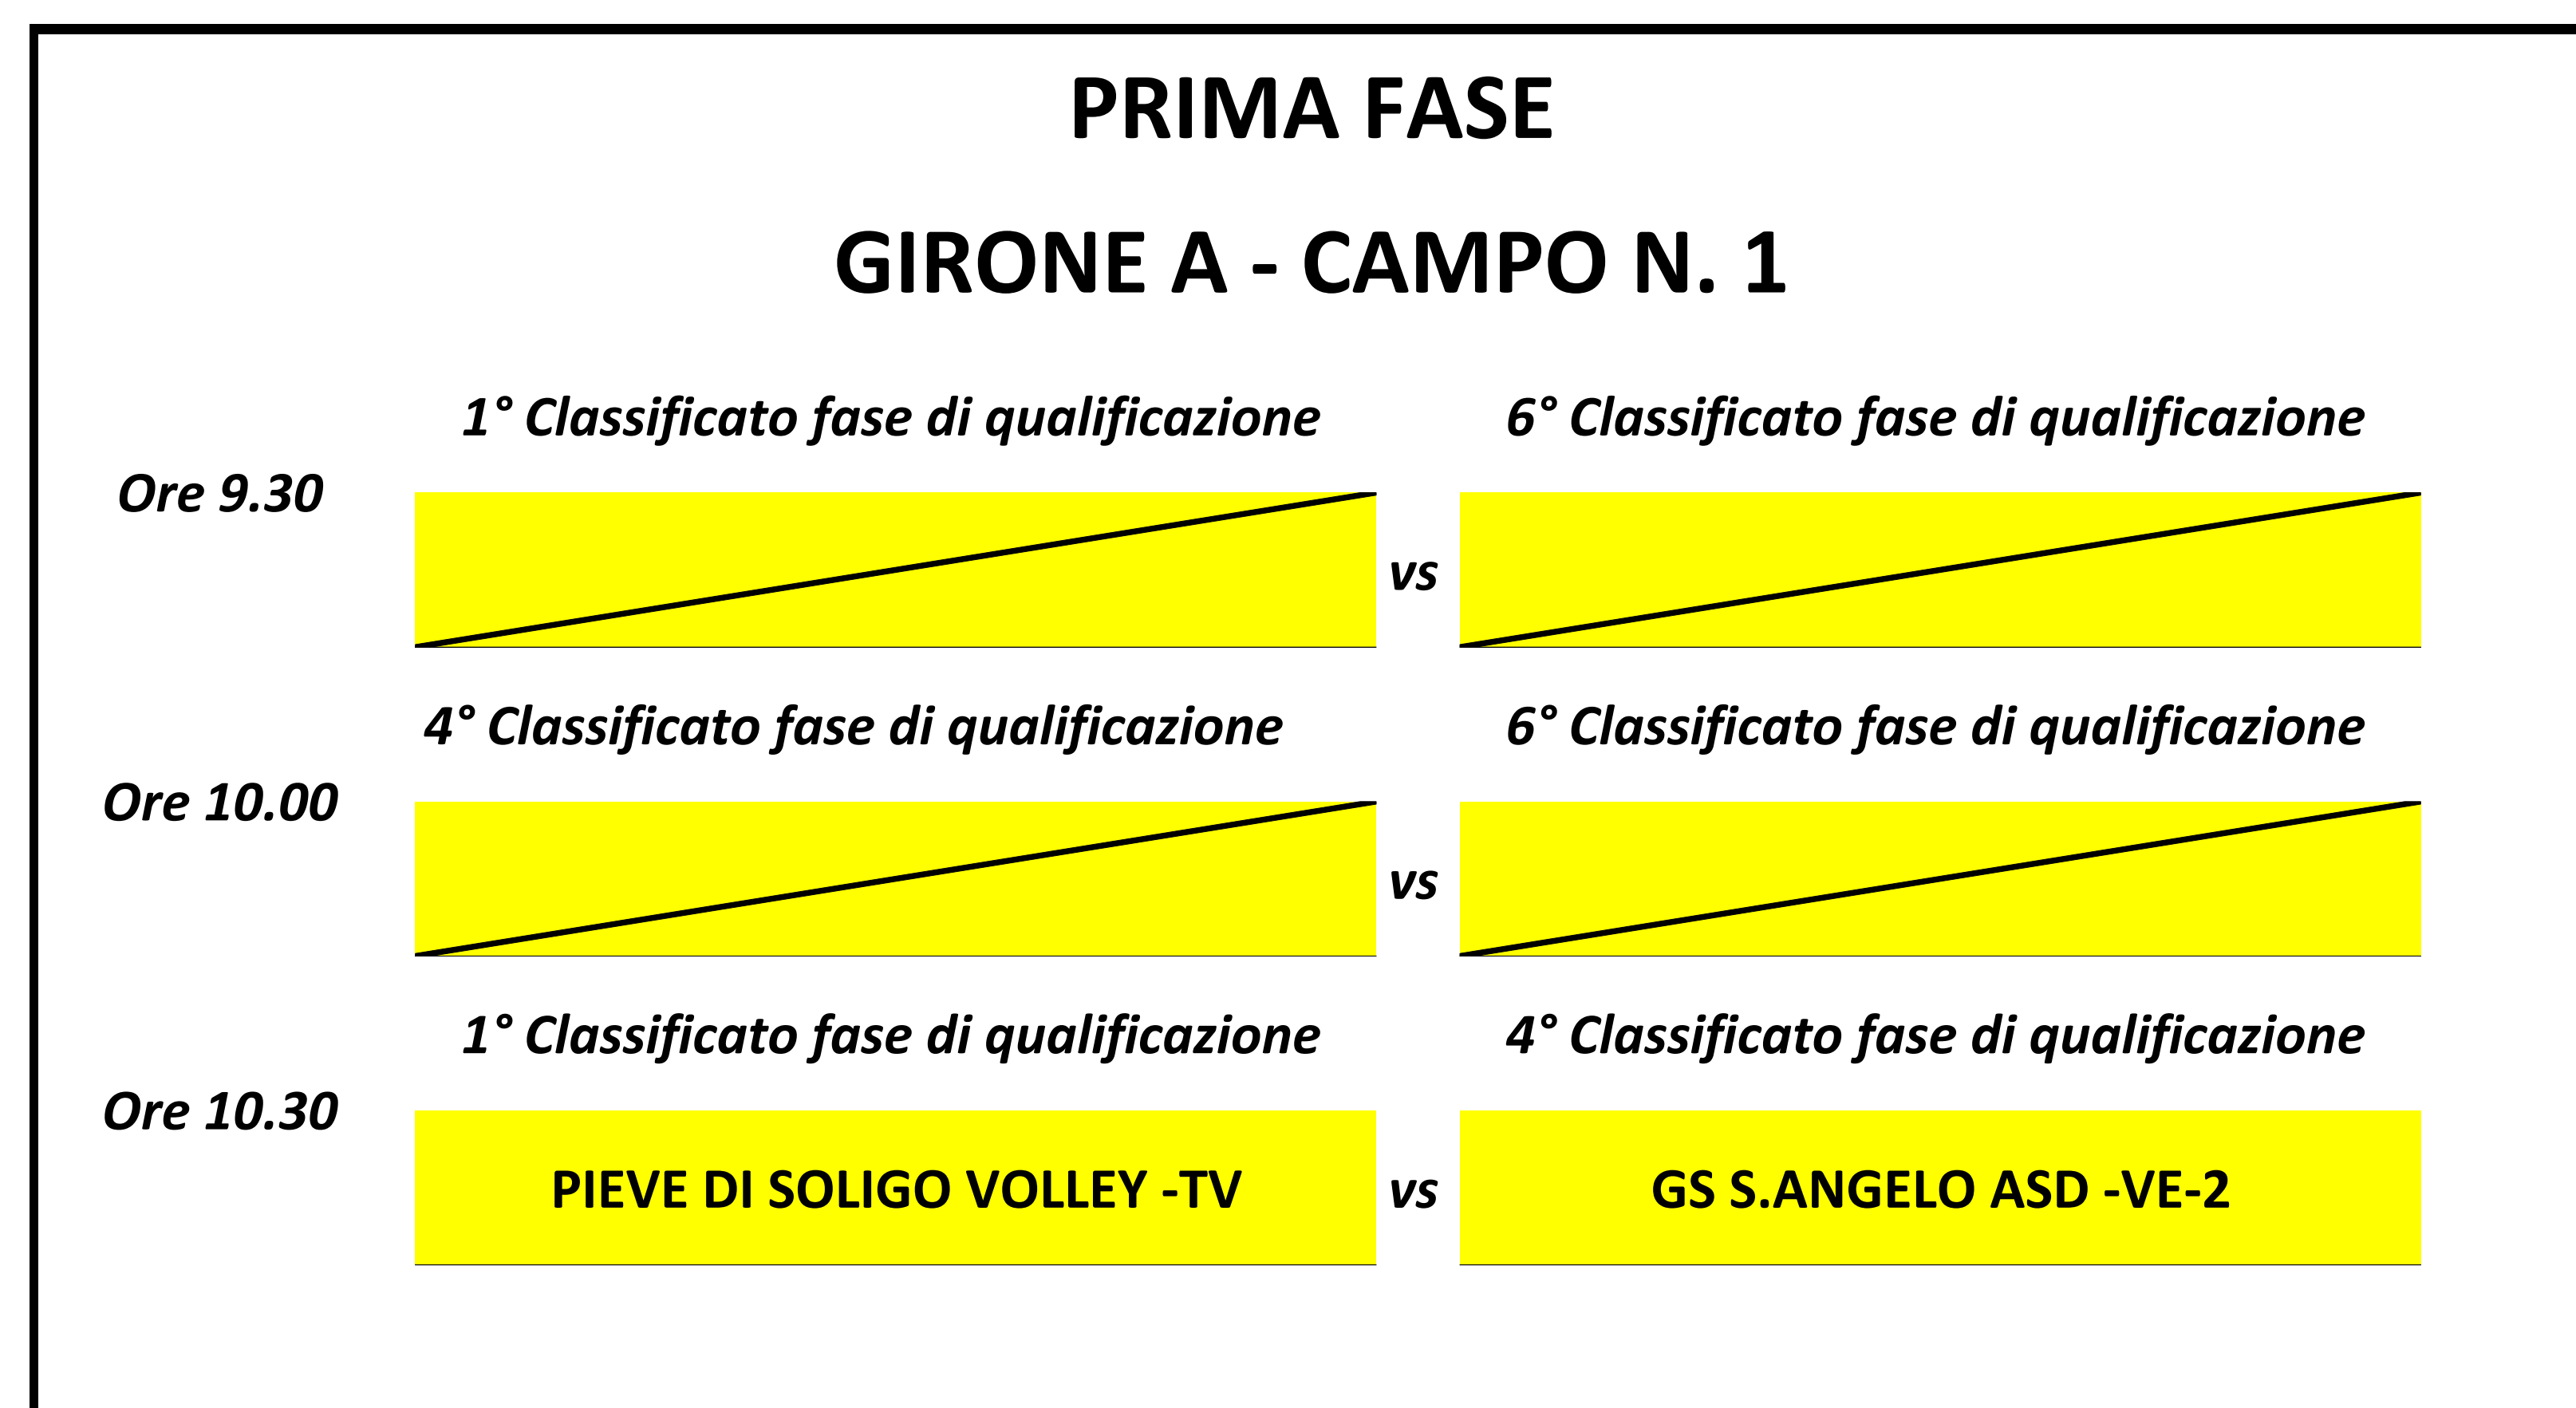 PRIMA FASE
GIRONE A - CAMPO N. 1
1° Classificato fase di qualificazione 6° Classificato fase di qualificazione
Ore 9.30
vs
4° Classificato fase di qualificazione 6° Classificato fase di qualificazione
Ore 10.00
vs
1° Classificato fase di qualificazione 4° Classificato fase di qualificazione
Ore 10.30
PIEVE DI SOLIGO VOLLEY -TV vs GS S.ANGELO ASD -VE-2